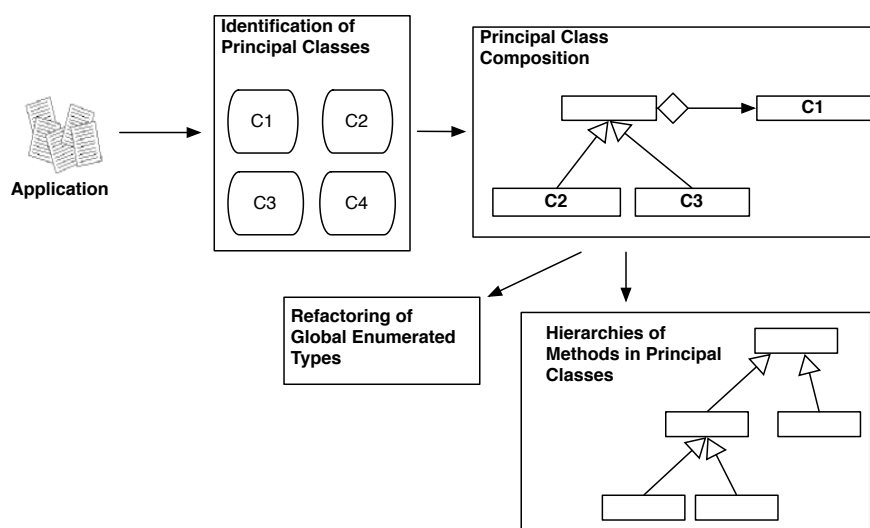 Identification of
Principal Classes
C1
C2
C3
C4
Application
Principal Class
Composition
C1
C2
C3
Refactoring of
Global Enumerated
Types
Hierarchies of
Methods in Principal
Classes